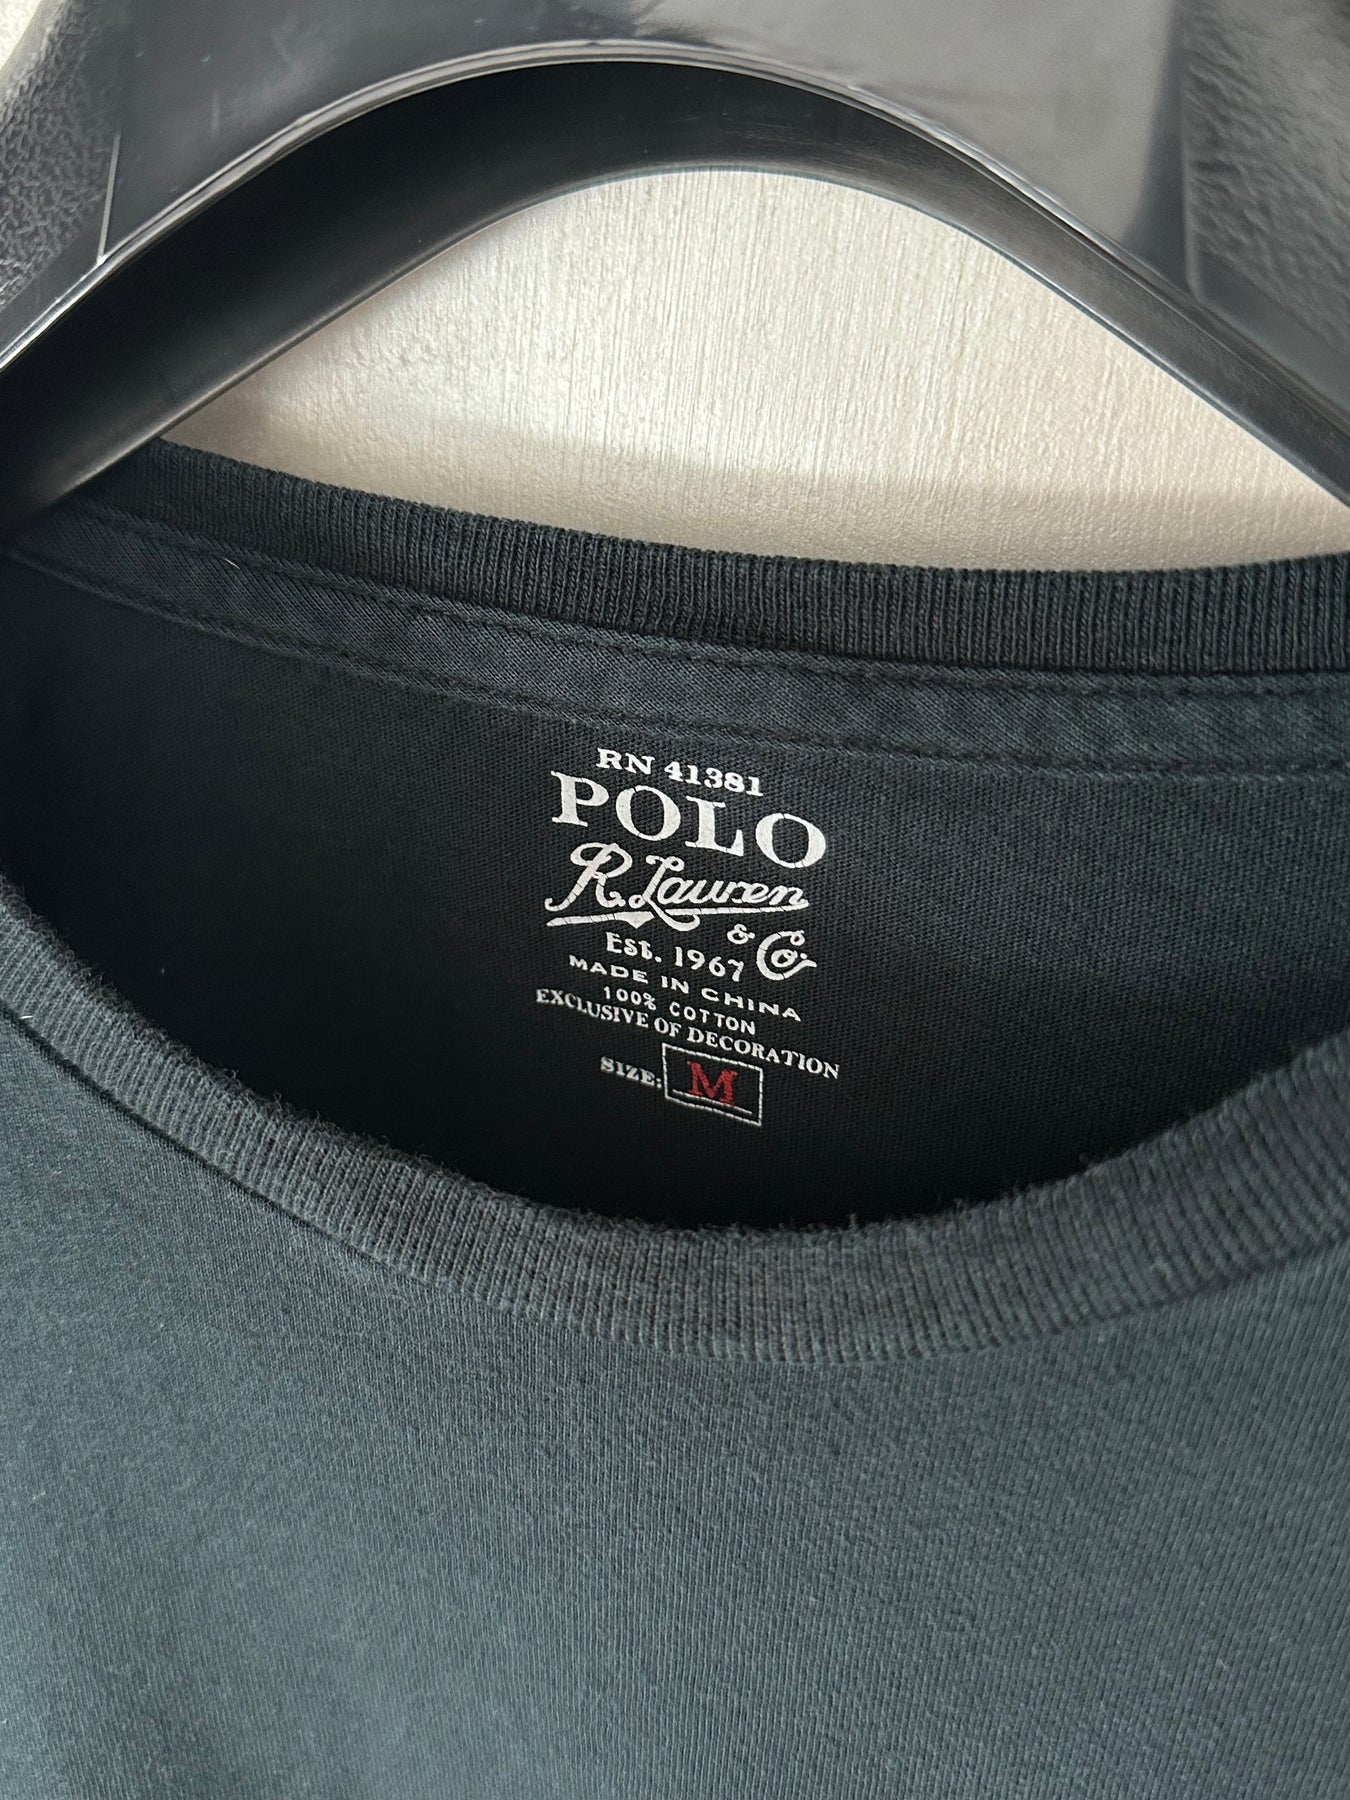 RN 41381
POLO
R. Lauren
& Co.
Est. 1967
MADE IN CHINA
100% COTTON
EXCLUSIVE OF DECORATION
SIZE: M